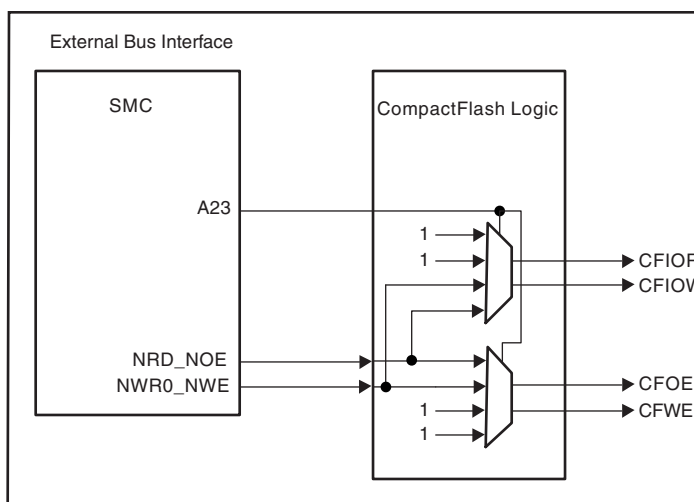 External Bus Interface
SMC
CompactFlash Logic
A23
1
1
CFIOR
CFIOW
NRD_NOE
NWR0_NWE
CFOE
1
CFWE
1